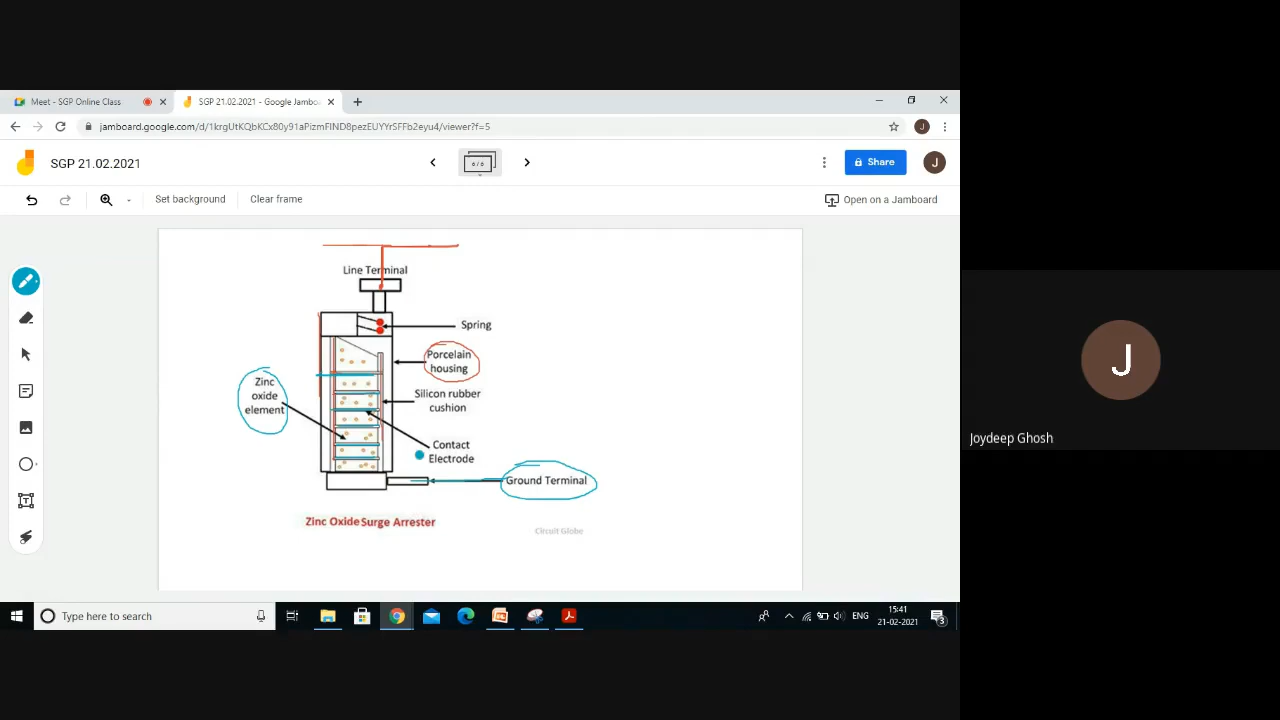 Meet - SGP Online Class
SGP 21.02.2021 - Google Jambo
jamboard.google.com/d/1krgUtKQbKCx80y91aPizmFIND8pezEUYYrSFFb2eyu4/viewer?f=5
J
SGP 21.02.2021
6 / 6
Share
J
Set background
Clear frame
Open on a Jamboard
Line Terminal
Spring
Porcelain
housing
Zinc
oxide
element
Silicon rubber
cushion
Contact
Electrode
Ground Terminal
Zinc Oxide Surge Arrester
Circuit Globe
J
Joydeep Ghosh
Type here to search
ENG
15:41
21-02-2021
3